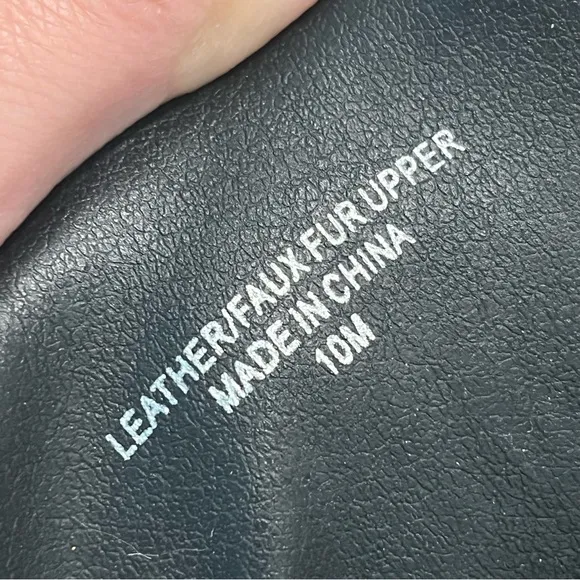 LEATHER/FAUX FUR UPPER
MADE IN CHINA
10M